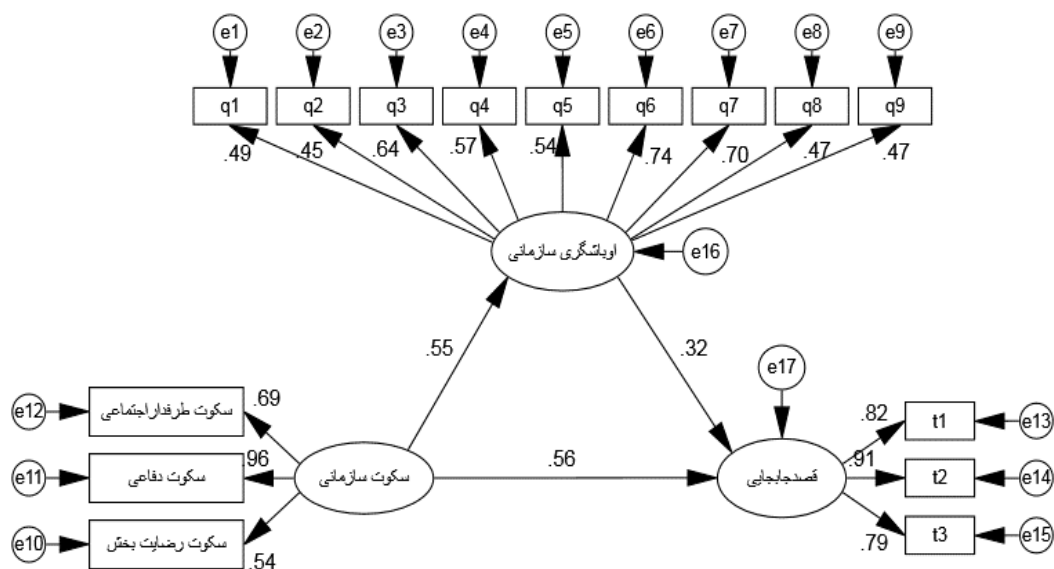 e1 e2 e3 e4 e5 e6 e7 e8 e9
q1 q2 q3 q4 q5 q6 q7 q8 q9
.49 .45 .64 .57 .54 .74 .70 .47 .47
اوباشگری سازمانی
e16
.55
.32
e17
e12
سکوت طرفداراجتماعی
.69
.82
t1
e13
e11
سکوت دفاعی
.96
سکوت سازمانی
.56
قصدجابجایی
.91
t2
e14
e10
سکوت رضایت بخش
.54
.79
t3
e15